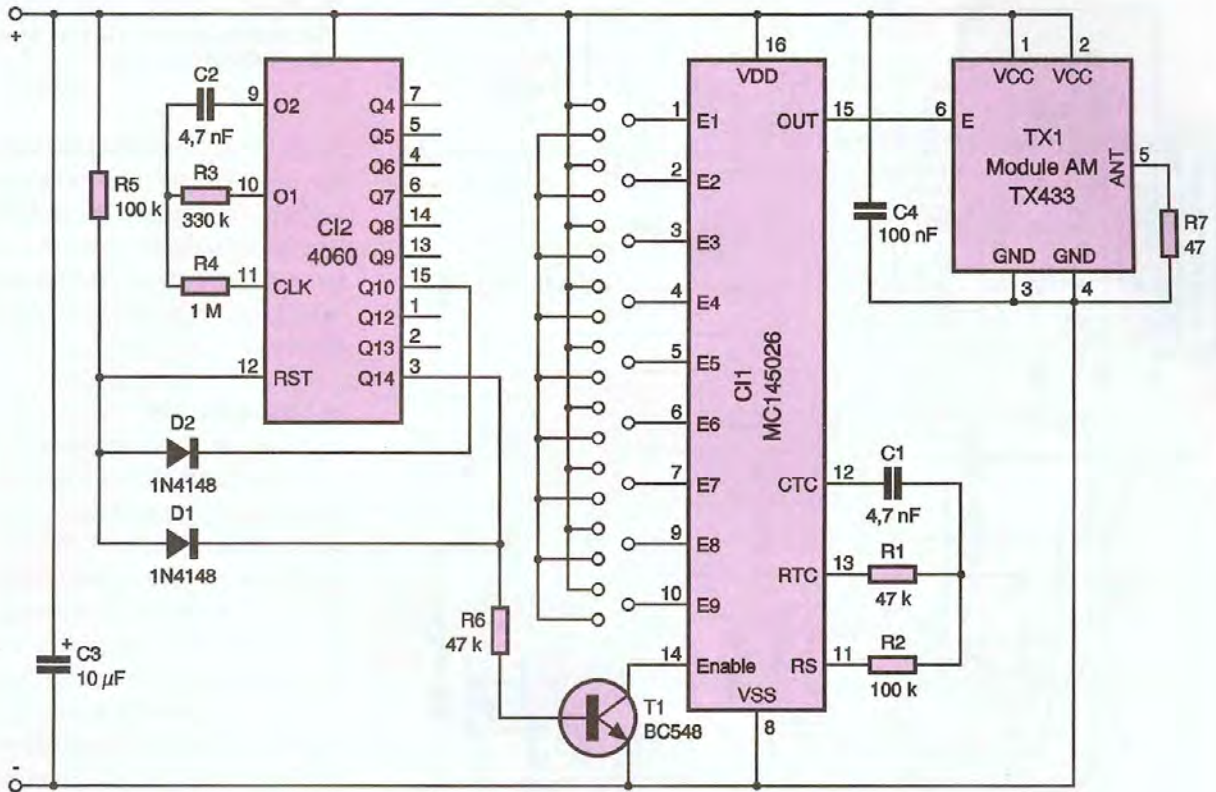 +
C2
4,7 nF
R3
330 k
R4
1 M
R5
100 k
9
10
11
12
O2
O1
CLK
RST
CI2
4060
Q4
Q5
Q6
Q7
Q8
Q9
Q10
Q12
Q13
Q14
7
5
4
6
14
13
15
1
2
3
D2
1N4148
D1
1N4148
R6
47 k
+
C3
10 µF
-
T1
BC548
1
2
3
4
5
6
7
9
10
14
16
VDD
E1
E2
E3
E4
E5
E6
E7
E8
E9
Enable
VSS
8
CI1
MC145026
OUT
CTC
RTC
RS
15
12
13
11
C1
4,7 nF
R1
47 k
R2
100 k
C4
100 nF
1
2
VCC
VCC
6
E
TX1
Module AM
TX433
ANT
5
GND
GND
3
4
R7
47